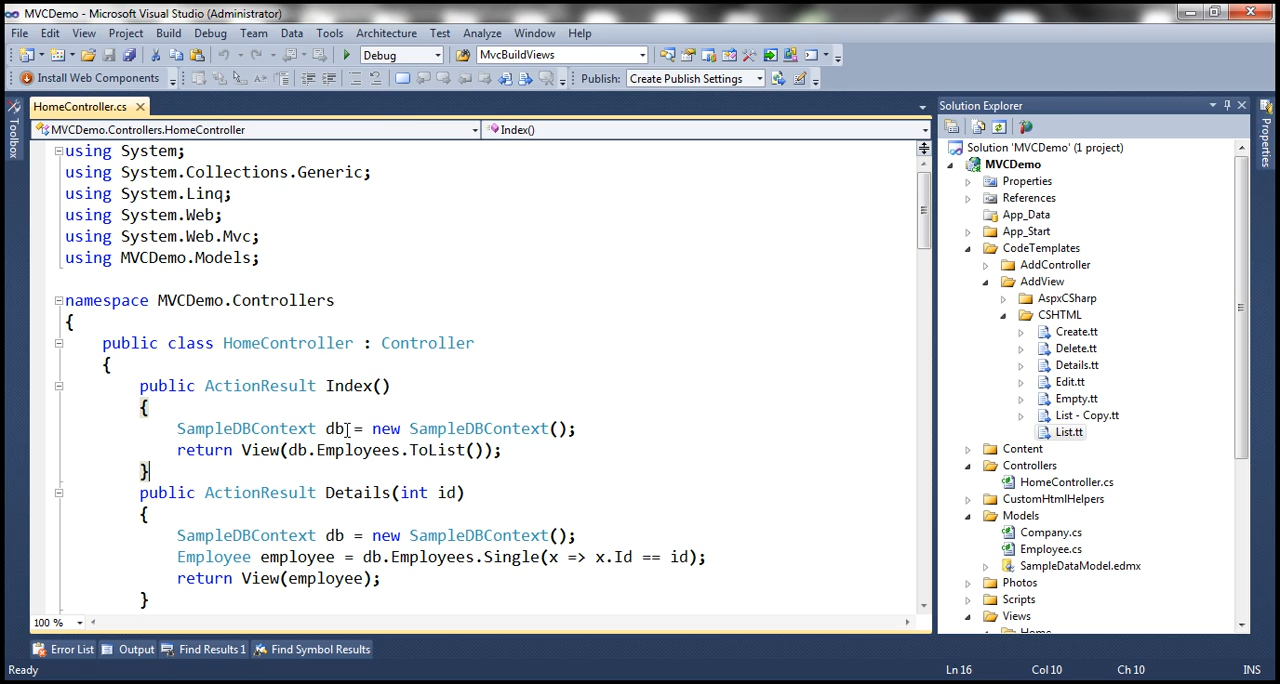 MVCDemo - Microsoft Visual Studio (Administrator)
File Edit View Project Build Debug Team Data Tools Architecture Test Analyze Window Help
Debug MvcBuildViews
Install Web Components Publish: Create Publish Settings
HomeController.cs
Toolbox
MVCDemo.Controllers.HomeController Index()
using System;
using System.Collections.Generic;
using System.Linq;
using System.Web;
using System.Web.Mvc;
using MVCDemo.Models;
namespace MVCDemo.Controllers
{
public class HomeController : Controller
{
public ActionResult Index()
{
SampleDBContext db = new SampleDBContext();
return View(db.Employees.ToList());
}
public ActionResult Details(int id)
{
SampleDBContext db = new SampleDBContext();
Employee employee = db.Employees.Single(x => x.Id == id);
return View(employee);
}
100 %
Solution Explorer
Solution 'MVCDemo' (1 project)
MVCDemo
Properties
References
App_Data
App_Start
CodeTemplates
AddController
AddView
AspxCSharp
CSHTML
Create.tt
Delete.tt
Details.tt
Edit.tt
Empty.tt
List - Copy.tt
List.tt
Content
Controllers
HomeController.cs
CustomHtmlHelpers
Models
Company.cs
Employee.cs
SampleDataModel.edmx
Photos
Scripts
Views
Home
Properties
Error List Output Find Results 1 Find Symbol Results
Ready Ln 16 Col 10 Ch 10 INS